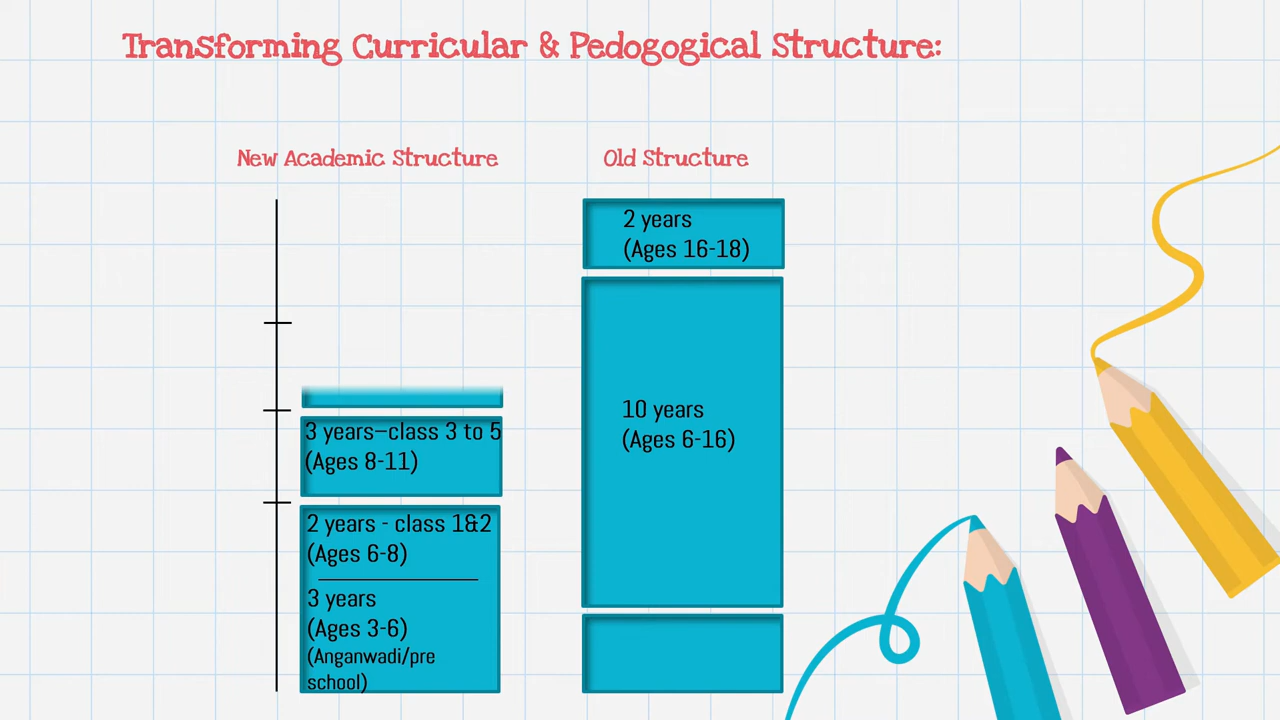 Transforming Curricular & Pedogogical Structure:
New Academic Structure
Old Structure
3 years–class 3 to 5
(Ages 8-11)
2 years - class 1&2
(Ages 6-8)
3 years
(Ages 3-6)
(Anganwadi/pre
school)
2 years
(Ages 16-18)
10 years
(Ages 6-16)